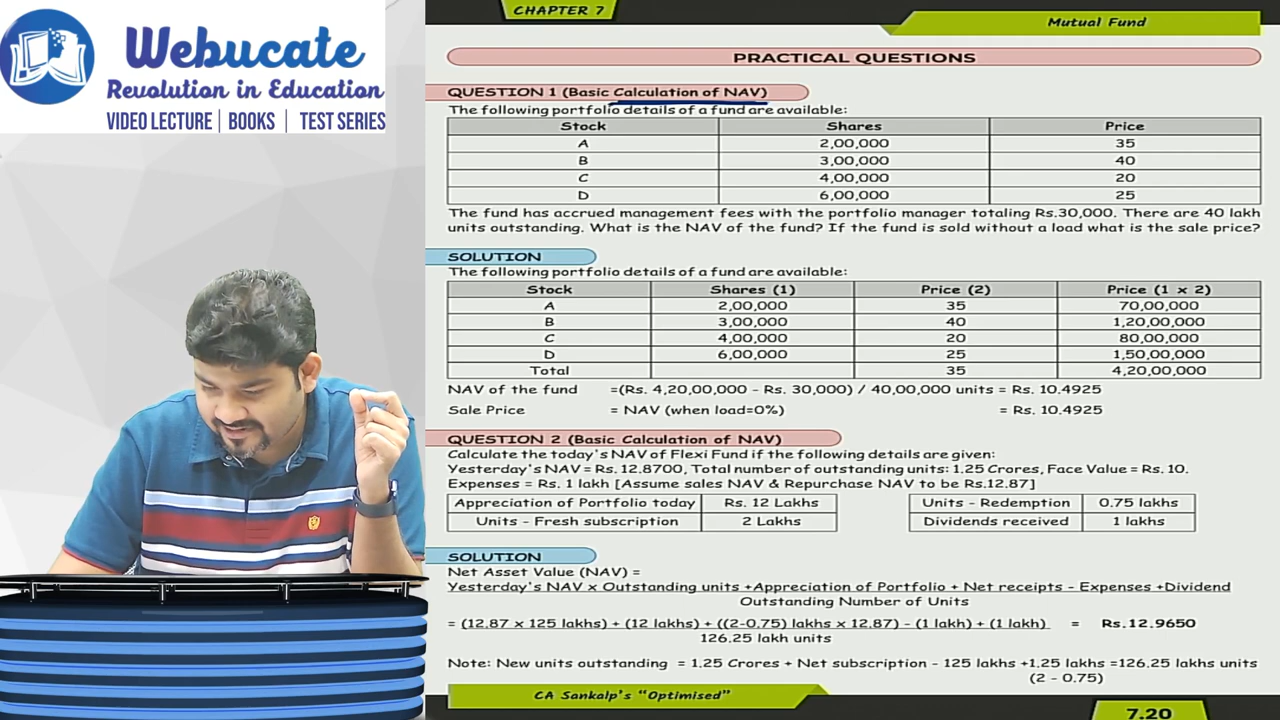 Webucate
Revolution in Education
VIDEO LECTURE | BOOKS | TEST SERIES
CHAPTER 7
Mutual Fund
PRACTICAL QUESTIONS
QUESTION 1 (Basic Calculation of NAV)
The following portfolio details of a fund are available:
Stock Shares Price
A 2,00,000 35
B 3,00,000 40
C 4,00,000 20
D 6,00,000 25
The fund has accrued management fees with the portfolio manager totaling Rs.30,000. There are 40 lakh
units outstanding. What is the NAV of the fund? If the fund is sold without a load what is the sale price?
SOLUTION
The following portfolio details of a fund are available:
Stock Shares (1) Price (2) Price (1 x 2)
A 2,00,000 35 70,00,000
B 3,00,000 40 1,20,00,000
C 4,00,000 20 80,00,000
D 6,00,000 25 1,50,00,000
Total 35 4,20,00,000
NAV of the fund =(Rs. 4,20,00,000 - Rs. 30,000) / 40,00,000 units = Rs. 10.4925
Sale Price = NAV (when load=0%) = Rs. 10.4925
QUESTION 2 (Basic Calculation of NAV)
Calculate the today's NAV of Flexi Fund if the following details are given:
Yesterday's NAV = Rs. 12.8700, Total number of outstanding units: 1.25 Crores, Face Value = Rs. 10.
Expenses = Rs. 1 lakh [Assume sales NAV & Repurchase NAV to be Rs.12.87]
Appreciation of Portfolio today Rs. 12 Lakhs Units - Redemption 0.75 lakhs
Units - Fresh subscription 2 Lakhs Dividends received 1 lakhs
SOLUTION
Net Asset Value (NAV) =
Yesterday's NAV x Outstanding units +Appreciation of Portfolio + Net receipts - Expenses +Dividend
Outstanding Number of Units
= (12.87 x 125 lakhs) + (12 lakhs) + ((2-0.75) lakhs x 12.87) - (1 lakh) + (1 lakh) = Rs.12.9650
126.25 lakh units
Note: New units outstanding = 1.25 Crores + Net subscription - 125 lakhs +1.25 lakhs =126.25 lakhs units
(2 - 0.75)
CA Sankalp's "Optimised"
7.20